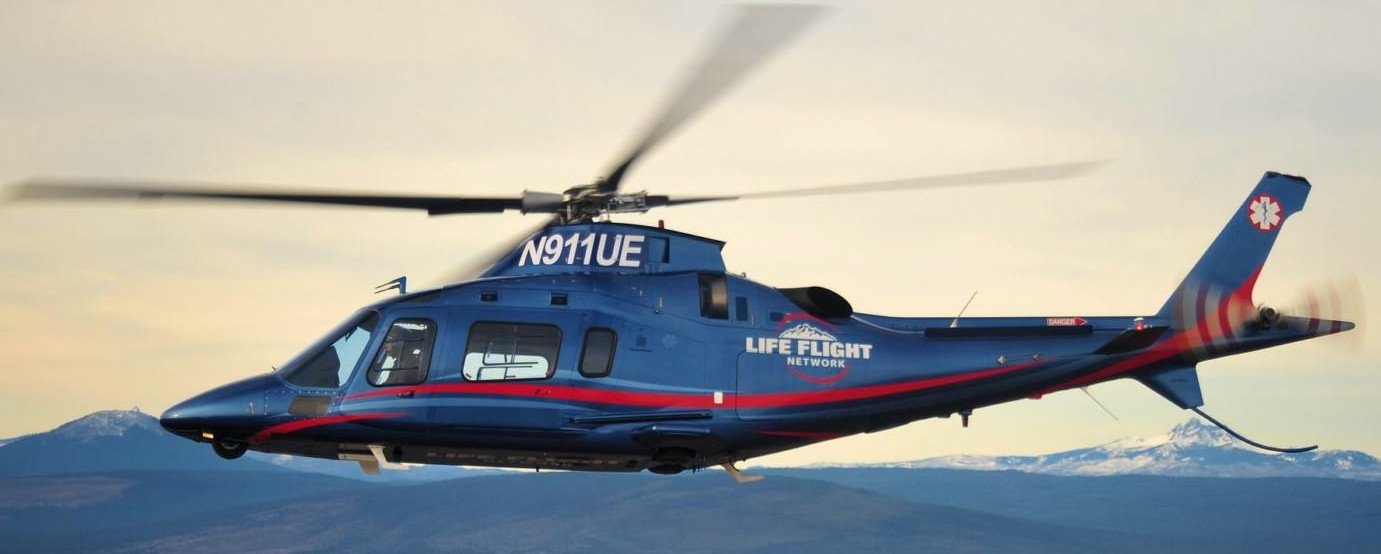 N911UE
DANGER
LIFE FLIGHT
NETWORK